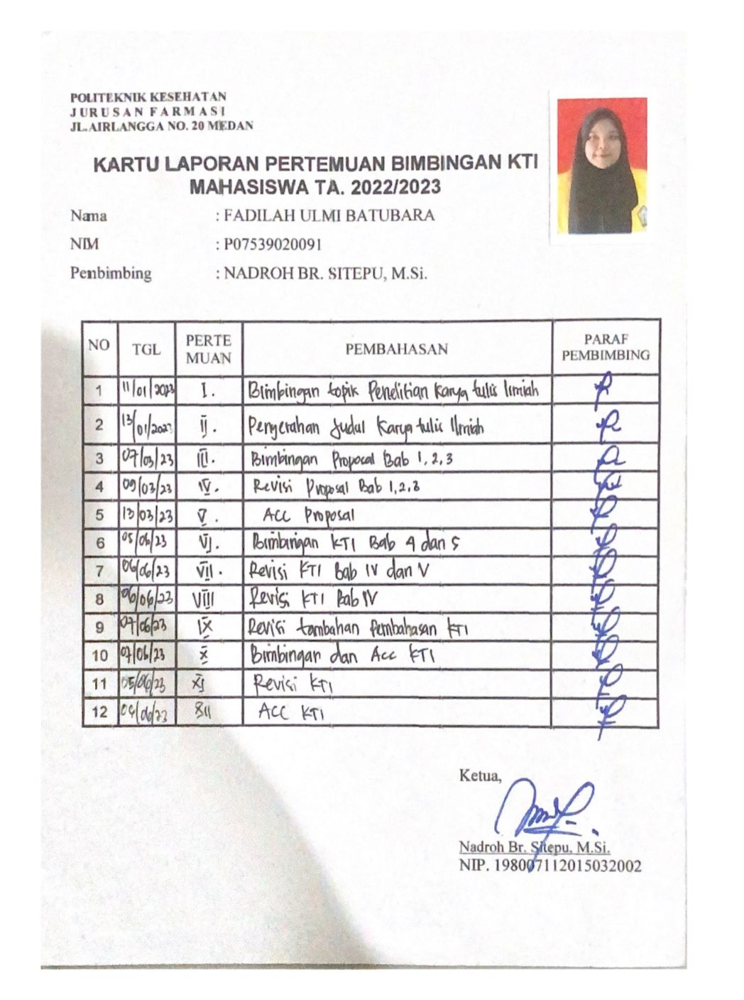 POLITEKNIK KESEHATAN
JURUSAN FARMASI
JL.AIRLANGGA NO. 20 MEDAN
KARTU LAPORAN PERTEMUAN BIMBINGAN KTI
MAHASISWA TA. 2022/2023
Nama : FADILAH ULMI BATUBARA
NIM : P07539020091
Pembimbing : NADROH BR. SITEPU, M.Si.
NO TGL PERTE MUAN PEMBAHASAN PARAF PEMBIMBING
1 11/01/2023 I. Bimbingan topik Penelitian Karya tulis Ilmiah
2 13/01/2023 II. Penyerahan Judul Karya tulis Ilmiah
3 07/03/23 III. Bimbingan Proposal Bab 1,2,3
4 09/03/23 IV. Revisi Proposal Bab 1,2,3
5 13/03/23 V. ACC Proposal
6 05/06/23 VI. Bimbingan KTI Bab 4 dan 5
7 06/06/23 VII. Revisi KTI Bab IV dan V
8 06/06/23 VIII Revisi KTI Bab IV
9 07/06/23 IX Revisi tambahan Pembahasan KTI
10 07/06/23 X Bimbingan dan Acc KTI
11 /06/23 XI Revisi KTI
12 /06/23 XII ACC KTI
Ketua,
Nadroh Br. Sitepu, M.Si.
NIP. 198007112015032002